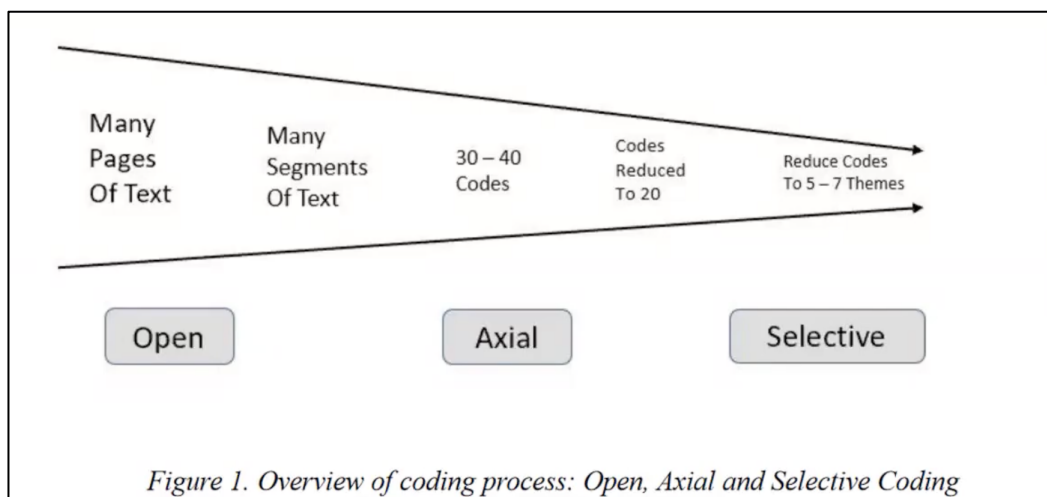 Many
Pages
Of Text
Many
Segments
Of Text
30 – 40
Codes
Codes
Reduced
To 20
Reduce Codes
To 5 – 7 Themes
Open
Axial
Selective
Figure 1. Overview of coding process: Open, Axial and Selective Coding